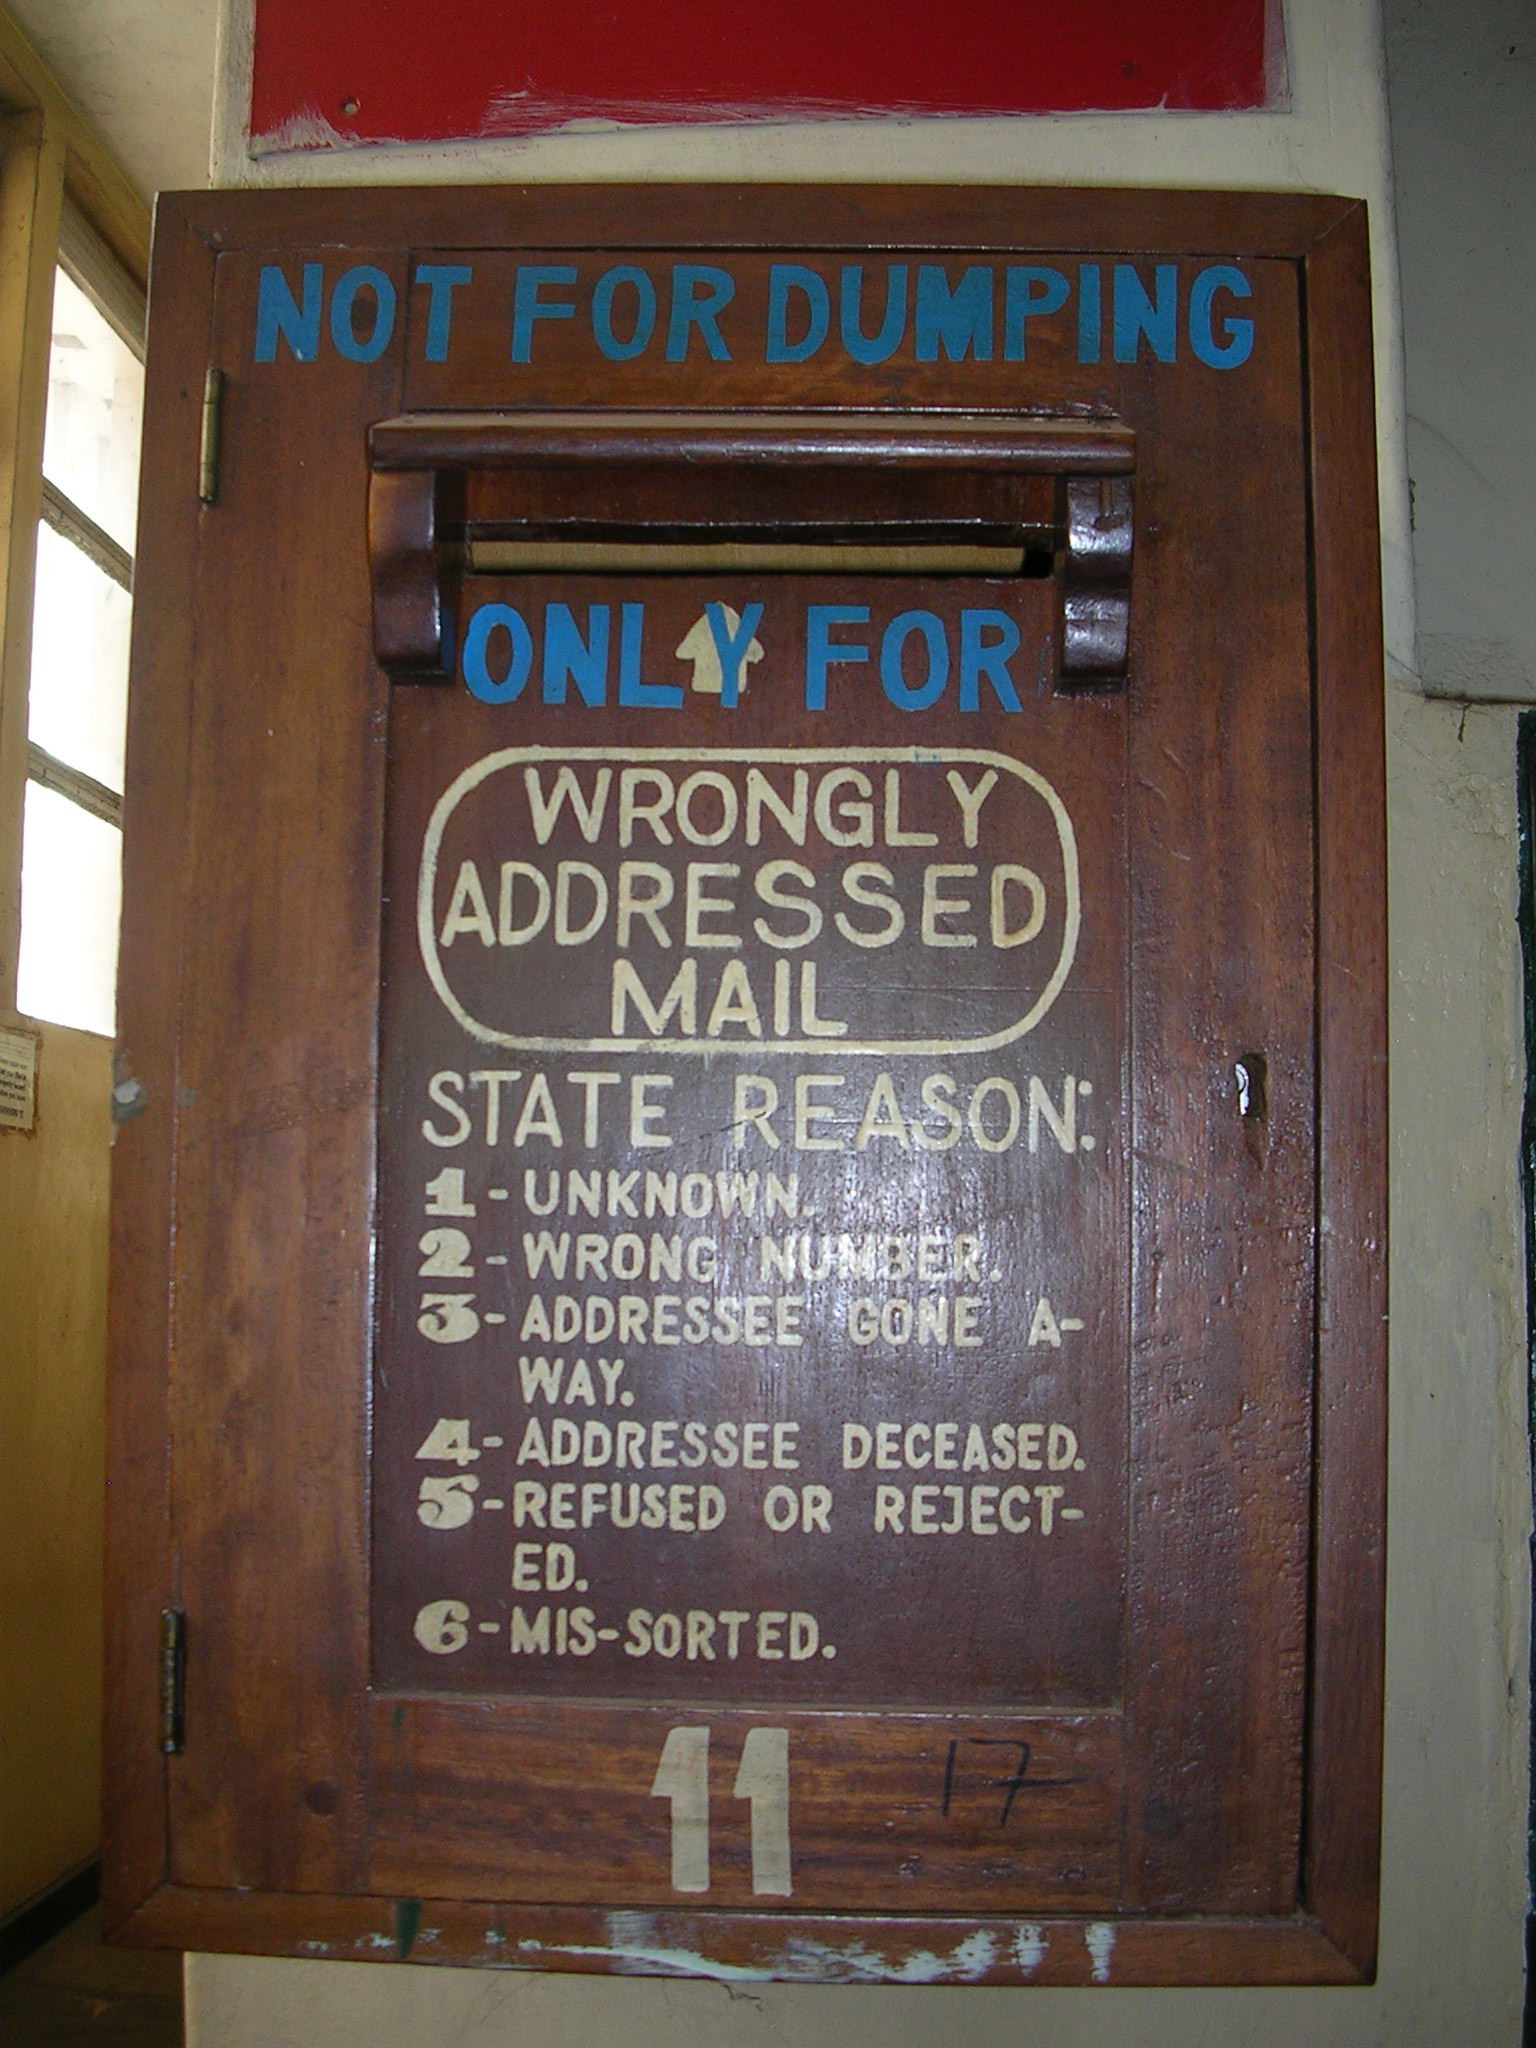 NOT FOR DUMPING
ONLY FOR
WRONGLY
ADDRESSED
MAIL
STATE REASON:
1-UNKNOWN.
2-WRONG NUMBER.
3-ADDRESSEE GONE A-
WAY.
4-ADDRESSEE DECEASED.
5-REFUSED OR REJECT-
ED.
6-MIS-SORTED.
11
17